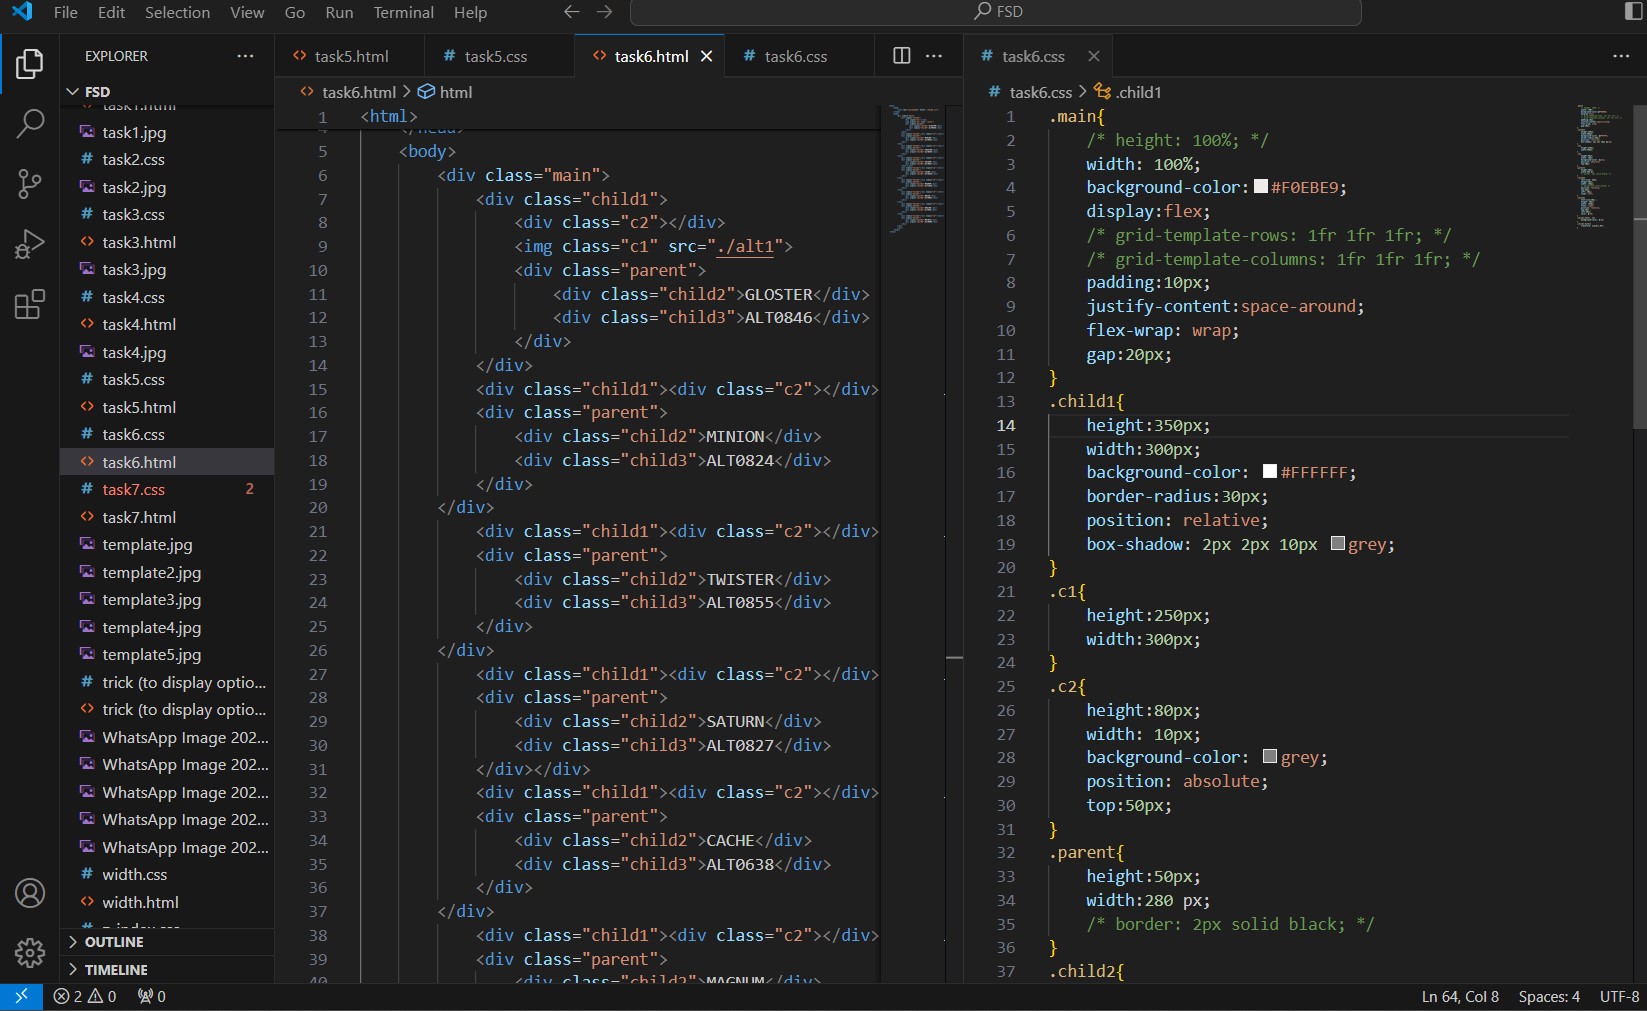 File Edit Selection View Go Run Terminal Help
FSD
EXPLORER
FSD
task1.html
task1.jpg
task2.css
task2.jpg
task3.css
task3.html
task3.jpg
task4.css
task4.html
task4.jpg
task5.css
task5.html
task6.css
task6.html
task7.css 2
task7.html
template.jpg
template2.jpg
template3.jpg
template4.jpg
template5.jpg
trick (to display optio...
trick (to display optio...
WhatsApp Image 202...
WhatsApp Image 202...
WhatsApp Image 202...
WhatsApp Image 202...
WhatsApp Image 202...
width.css
width.html
z-index.css
OUTLINE
TIMELINE
task5.html task5.css task6.html task6.css
task6.html > html
1 <html>
4 </head>
5 <body>
6 <div class="main">
7 <div class="child1">
8 <div class="c2"></div>
9 <img class="c1" src="./alt1">
10 <div class="parent">
11 <div class="child2">GLOSTER</div>
12 <div class="child3">ALT0846</div>
13 </div>
14 </div>
15 <div class="child1"><div class="c2"></div>
16 <div class="parent">
17 <div class="child2">MINION</div>
18 <div class="child3">ALT0824</div>
19 </div>
20 </div>
21 <div class="child1"><div class="c2"></div>
22 <div class="parent">
23 <div class="child2">TWISTER</div>
24 <div class="child3">ALT0855</div>
25 </div>
26 </div>
27 <div class="child1"><div class="c2"></div>
28 <div class="parent">
29 <div class="child2">SATURN</div>
30 <div class="child3">ALT0827</div>
31 </div></div>
32 <div class="child1"><div class="c2"></div>
33 <div class="parent">
34 <div class="child2">CACHE</div>
35 <div class="child3">ALT0638</div>
36 </div>
37 </div>
38 <div class="child1"><div class="c2"></div>
39 <div class="parent">
40 <div class="child2">MAGNUM</div>
task6.css
task6.css > .child1
1 .main{
2 /* height: 100%; */
3 width: 100%;
4 background-color: #F0EBE9;
5 display:flex;
6 /* grid-template-rows: 1fr 1fr 1fr; */
7 /* grid-template-columns: 1fr 1fr 1fr; */
8 padding:10px;
9 justify-content:space-around;
10 flex-wrap: wrap;
11 gap:20px;
12 }
13 .child1{
14 height:350px;
15 width:300px;
16 background-color: #FFFFFF;
17 border-radius:30px;
18 position: relative;
19 box-shadow: 2px 2px 10px grey;
20 }
21 .c1{
22 height:250px;
23 width:300px;
24 }
25 .c2{
26 height:80px;
27 width: 10px;
28 background-color: grey;
29 position: absolute;
30 top:50px;
31 }
32 .parent{
33 height:50px;
34 width:280 px;
35 /* border: 2px solid black; */
36 }
37 .child2{
2 0 0
Ln 64, Col 8 Spaces: 4 UTF-8